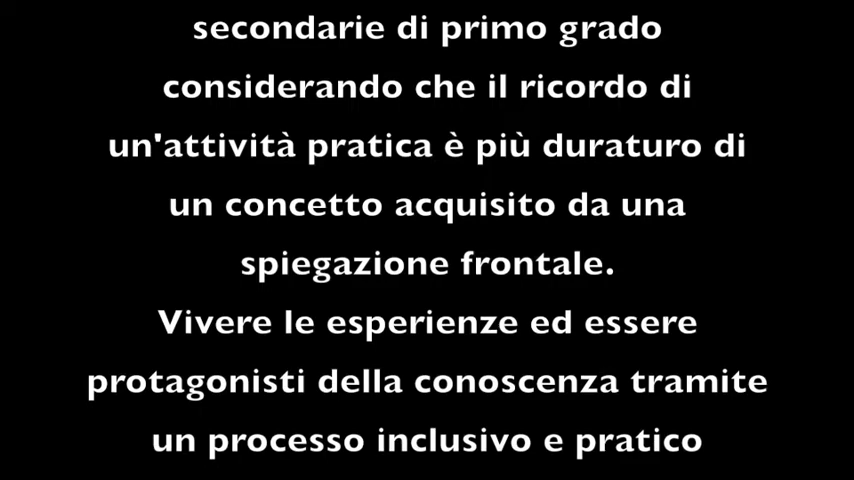 secondarie di primo grado
considerando che il ricordo di
un'attività pratica è più duraturo di
un concetto acquisito da una
spiegazione frontale.
Vivere le esperienze ed essere
protagonisti della conoscenza tramite
un processo inclusivo e pratico